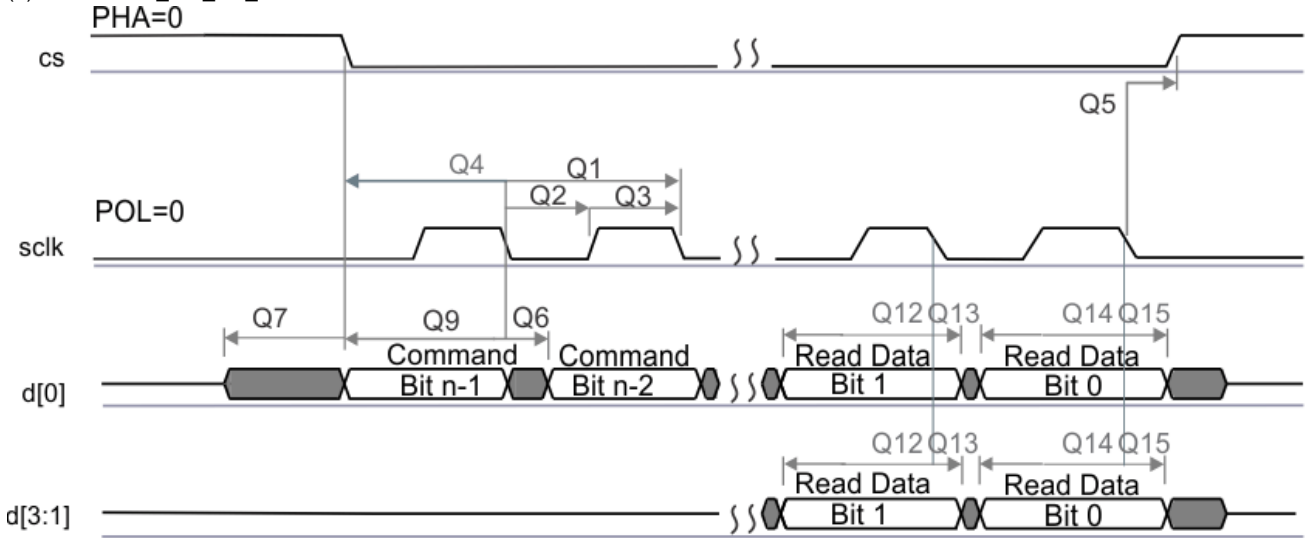 PHA=0
cs
Q5
Q4 Q1
Q2 Q3
POL=0
sclk
Q7 Q9 Q6 Q12 Q13 Q14 Q15
Command Command Read Data Read Data
d[0] Bit n-1 Bit n-2 Bit 1 Bit 0
Q12 Q13 Q14 Q15
Read Data Read Data
d[3:1] Bit 1 Bit 0